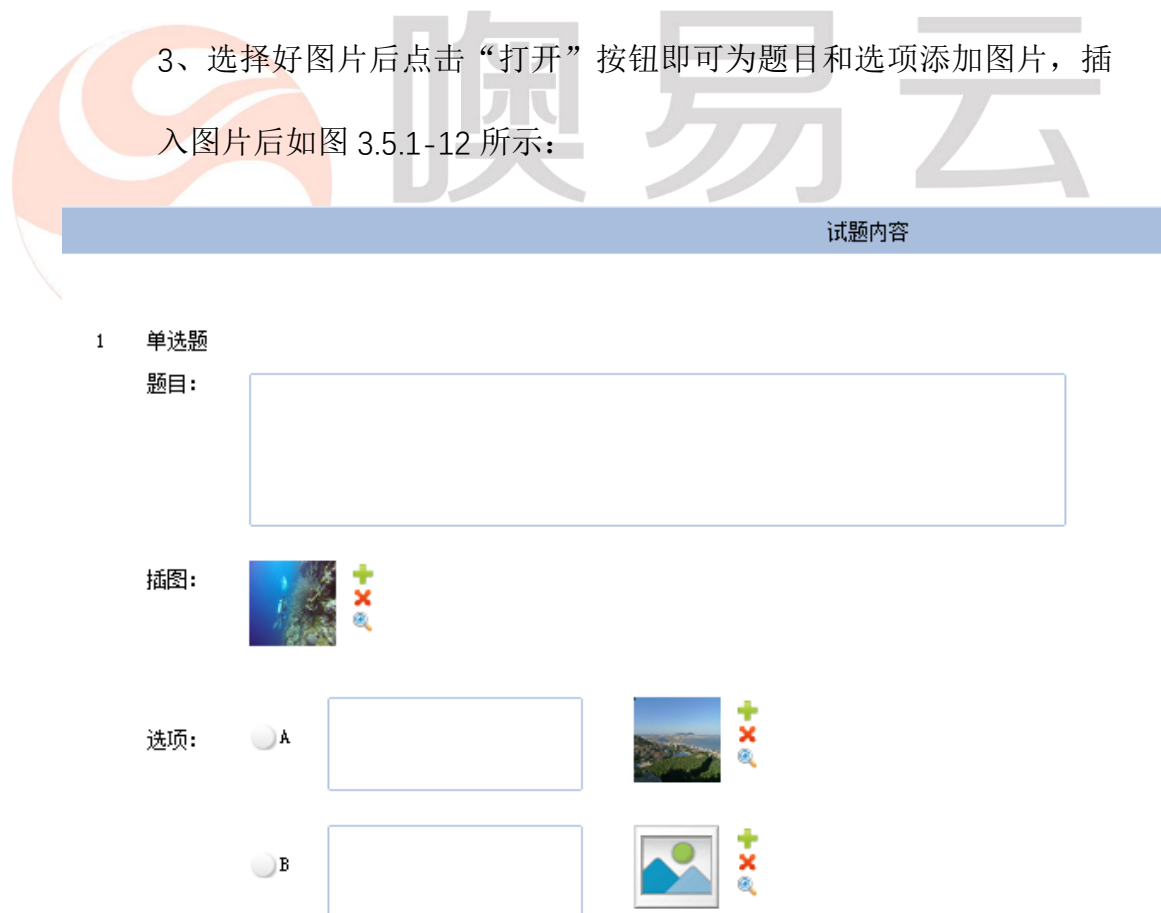 噢易云
3、选择好图片后点击“打开”按钮即可为题目和选项添加图片，插
入图片后如图 3.5.1-12 所示：
试题内容
1 单选题
题目：
插图：
选项： A
B